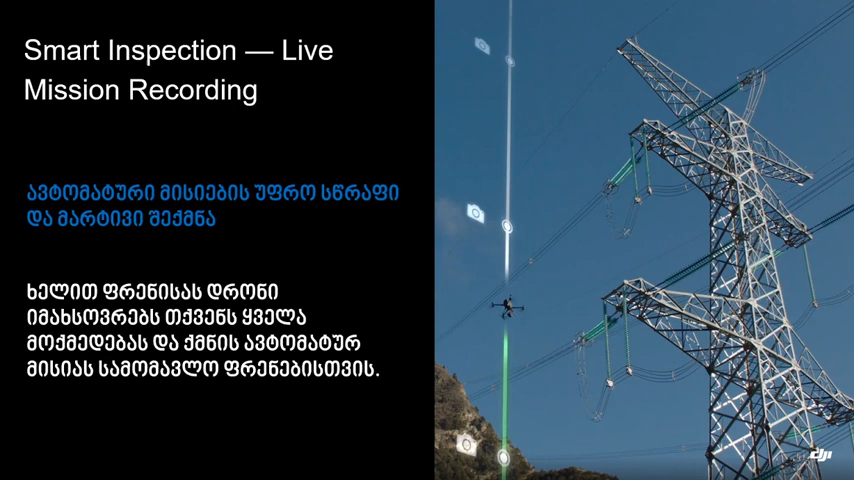 Smart Inspection — Live
Mission Recording
ავტომატური მისიების უფრო სწრაფი
და მარტივი შექმნა
ხელით ფრენისას დრონი
იმახსოვრებს თქვენს ყველა
მოქმედებას და ქმნის ავტომატურ
მისიას სამომავლო ფრენებისთვის.
dji